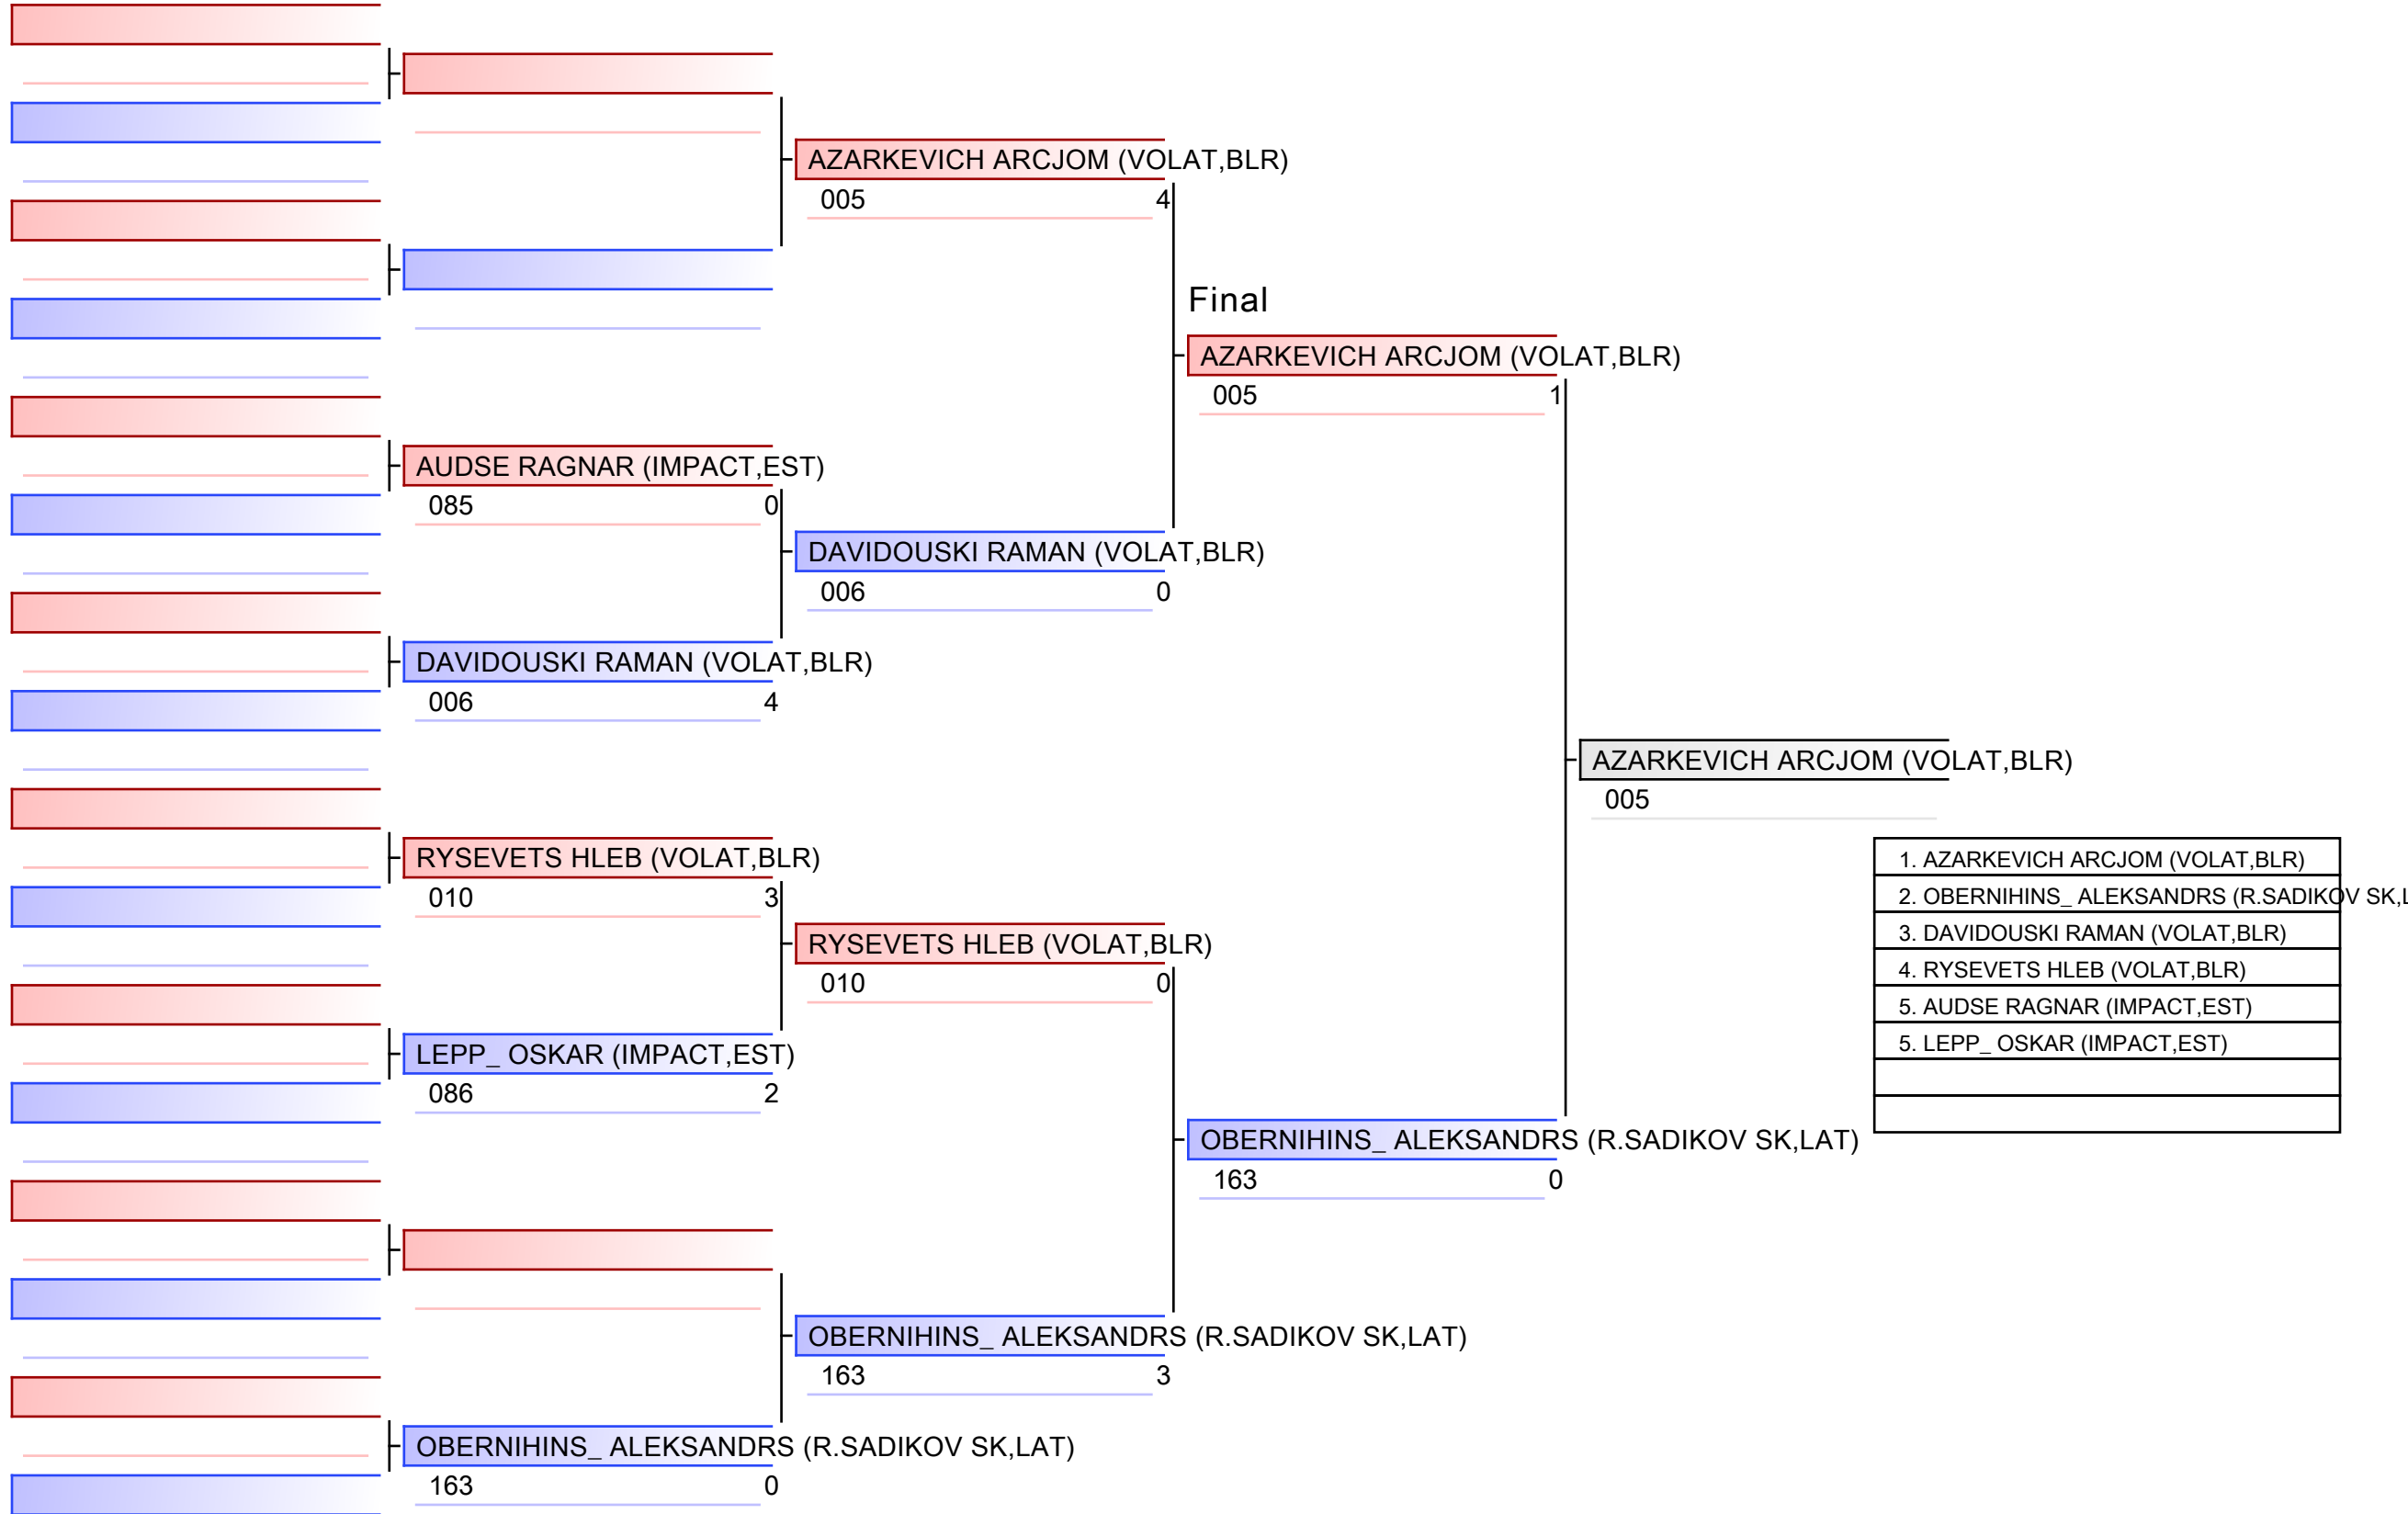 AZARKEVICH ARCJOM (VOLAT,BLR)
005 4
Final
AZARKEVICH ARCJOM (VOLAT,BLR)
005 1
AUDSE RAGNAR (IMPACT,EST)
085 0
DAVIDOUSKI RAMAN (VOLAT,BLR)
006 0
DAVIDOUSKI RAMAN (VOLAT,BLR)
006 4
AZARKEVICH ARCJOM (VOLAT,BLR)
005
RYSEVETS HLEB (VOLAT,BLR)
010 3
RYSEVETS HLEB (VOLAT,BLR)
010 0
LEPP_ OSKAR (IMPACT,EST)
086 2
OBERNIHINS_ ALEKSANDRS (R.SADIKOV SK,LAT)
163 0
OBERNIHINS_ ALEKSANDRS (R.SADIKOV SK,LAT)
163 3
OBERNIHINS_ ALEKSANDRS (R.SADIKOV SK,LAT)
163 0
1. AZARKEVICH ARCJOM (VOLAT,BLR)
2. OBERNIHINS_ ALEKSANDRS (R.SADIKOV SK,L
3. DAVIDOUSKI RAMAN (VOLAT,BLR)
4. RYSEVETS HLEB (VOLAT,BLR)
5. AUDSE RAGNAR (IMPACT,EST)
5. LEPP_ OSKAR (IMPACT,EST)